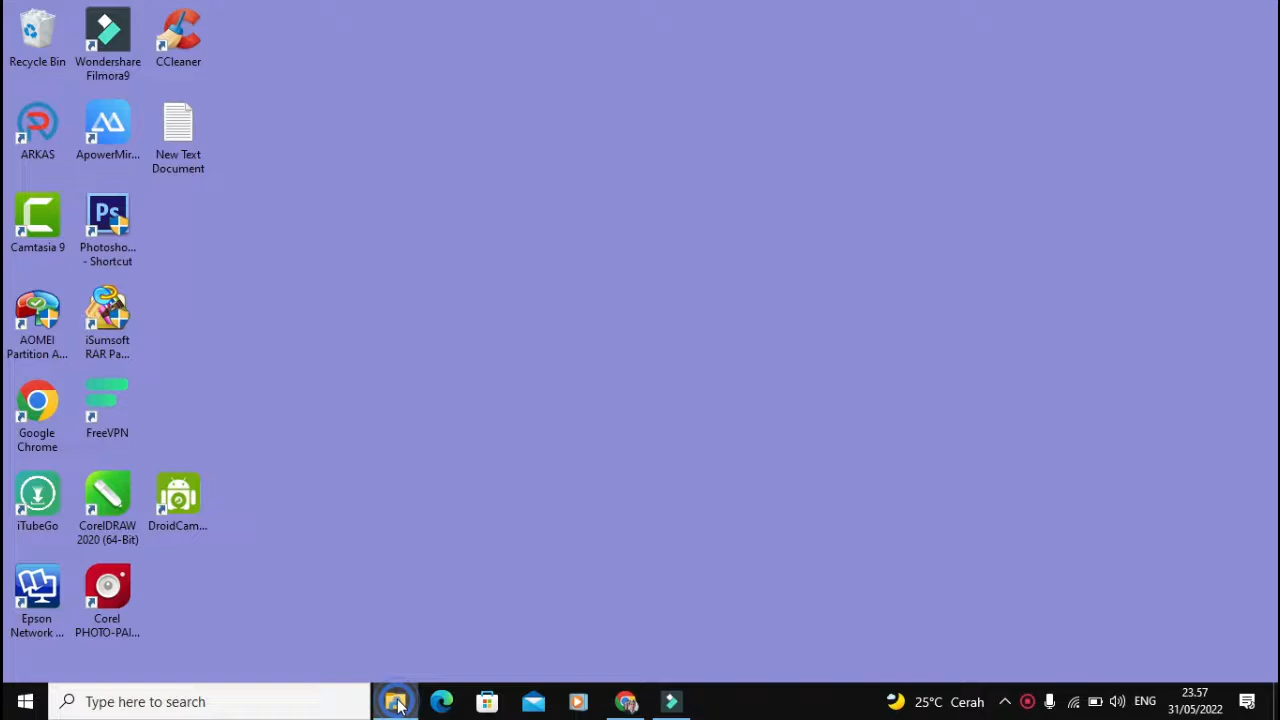 Recycle Bin
Wondershare
Filmora9
CCleaner
ARKAS
ApowerMir...
New Text
Document
Camtasia 9
Ps
Photosho...
- Shortcut
AOMEI
Partition A...
iSumsoft
RAR Pa...
Google
Chrome
FreeVPN
iTubeGo
CorelDRAW
2020 (64-Bit)
DroidCam...
Epson
Network ...
Corel
PHOTO-PAI...
Type here to search
25°C Cerah
ENG
23.57
31/05/2022